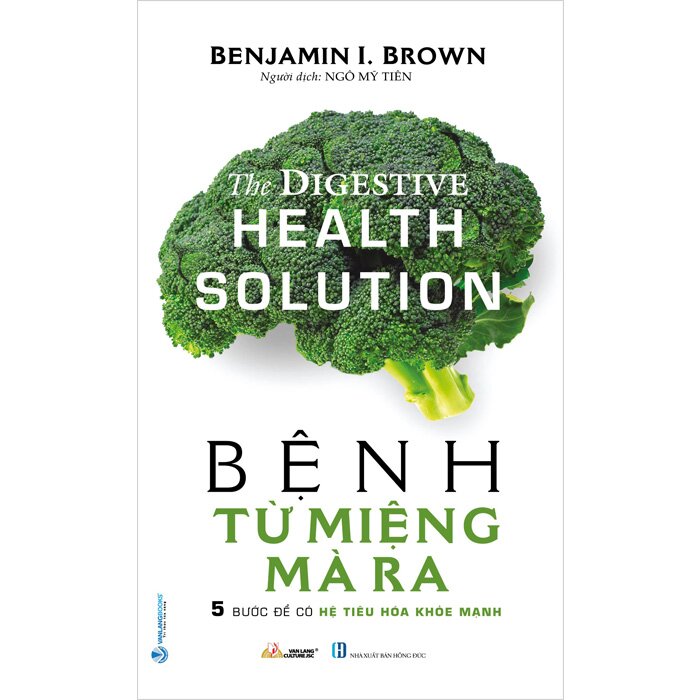 BENJAMIN I. BROWN
Người dịch: NGÔ MỸ TIÊN
The DIGESTIVE
HEALTH
SOLUTION
BỆNH
TỪ MIỆNG
MÀ RA
5 BƯỚC ĐỂ CÓ HỆ TIÊU HÓA KHỎE MẠNH
VANLANGBOOKS
VAN LANG
CULTURE JSC
NHÀ XUẤT BẢN HỒNG ĐỨC